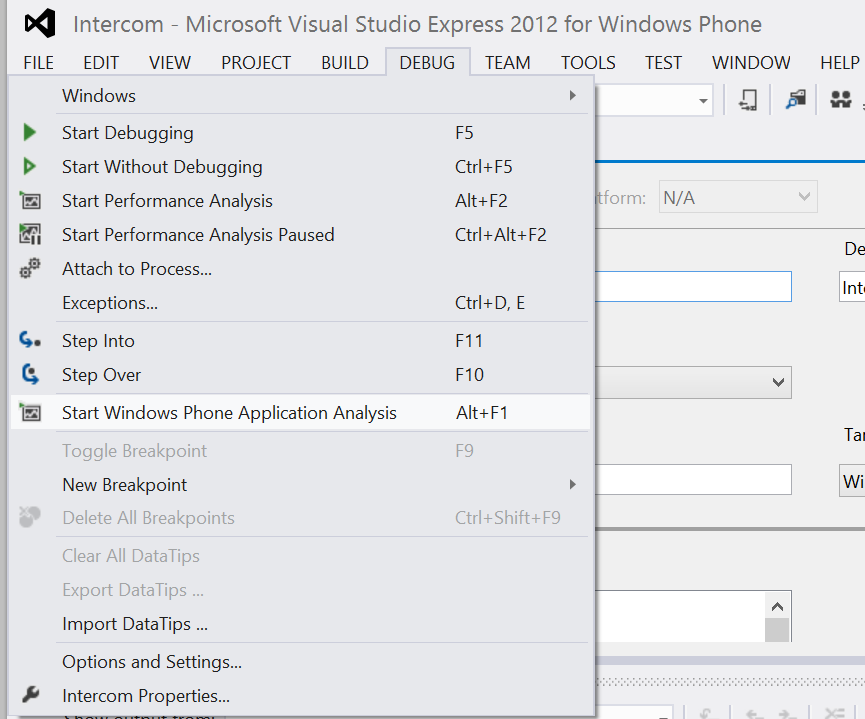 Intercom - Microsoft Visual Studio Express 2012 for Windows Phone
FILE EDIT VIEW PROJECT BUILD DEBUG TEAM TOOLS TEST WINDOW HELP
Windows
Start Debugging F5
Start Without Debugging Ctrl+F5
Start Performance Analysis Alt+F2
tform: N/A
Start Performance Analysis Paused Ctrl+Alt+F2
De
Attach to Process...
Inte
Exceptions... Ctrl+D, E
Step Into F11
Step Over F10
Start Windows Phone Application Analysis Alt+F1
Tar
Toggle Breakpoint F9
New Breakpoint
Wi
Delete All Breakpoints Ctrl+Shift+F9
Clear All DataTips
Export DataTips ...
Import DataTips ...
Options and Settings...
Intercom Properties...
Show output from: